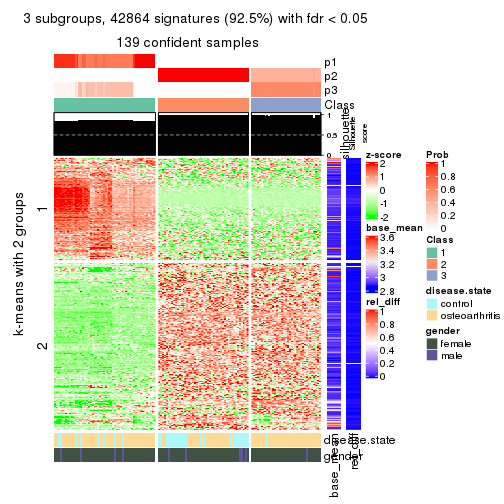 3 subgroups, 42864 signatures (92.5%) with fdr < 0.05
139 confident samples
p1
p2
p3
Class
1
0.5
0
silhouette
Silhouette
score
k-means with 2 groups
1
2
z-score
2
1
0
-1
-2
base_mean
3.6
3.4
3.2
3
2.8
rel_diff
1
0.8
0.6
0.4
0.2
0
Prob
1
0.8
0.6
0.4
0.2
0
Class
1
2
3
disease.state
control
osteoarthritis
gender
female
male
disease.state
gender
base_mean
rel_diff